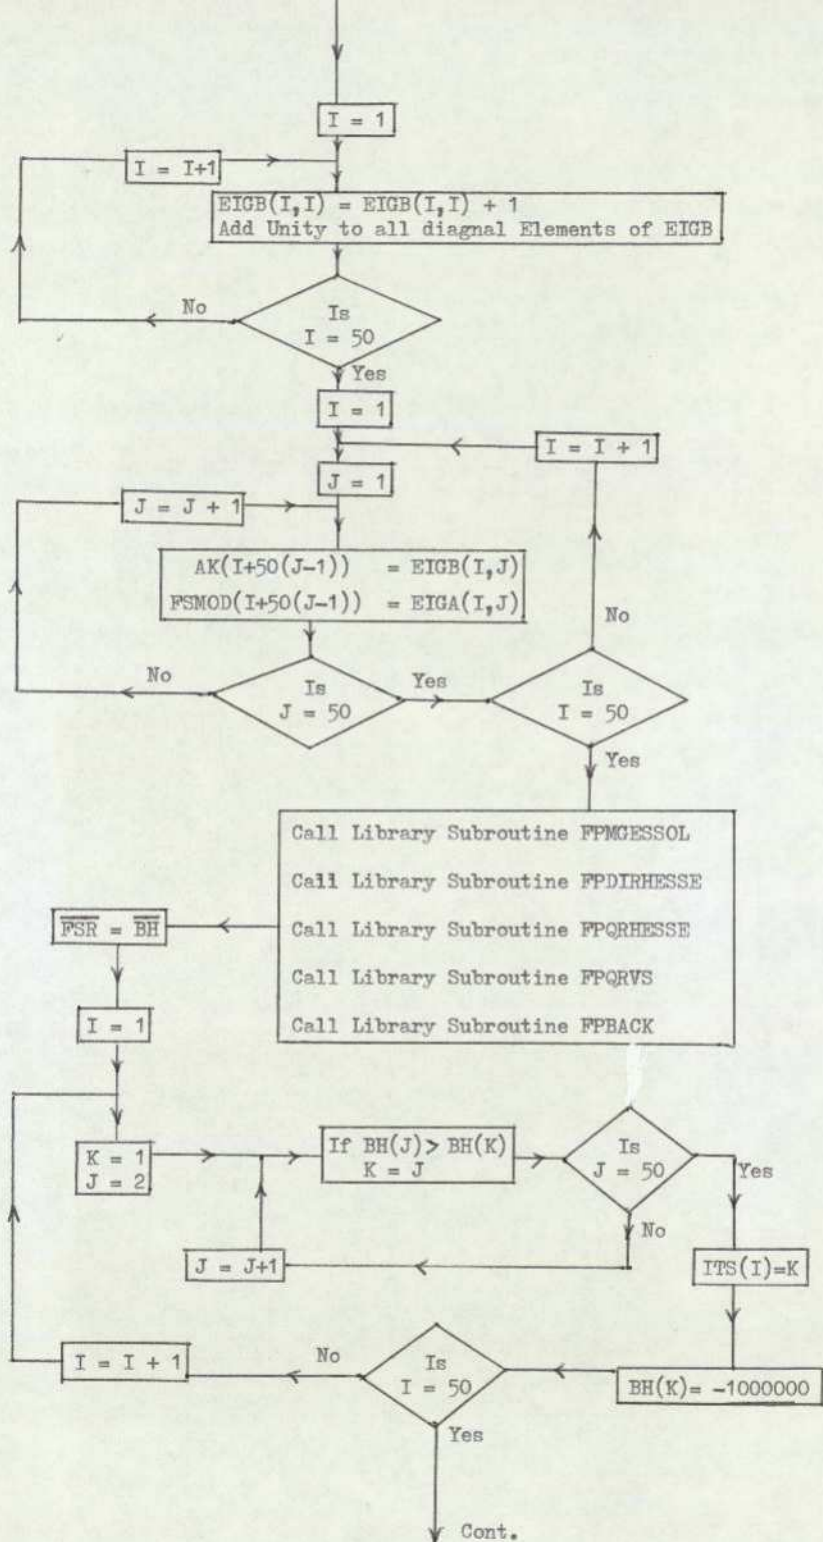 I = 1
I = I+1
EIGB(I,I) = EIGB(I,I) + 1
Add Unity to all diagnal Elements of EIGB
No
Is
I = 50
Yes
I = 1
I = I + 1
J = 1
J = J + 1
AK(I+50(J-1)) = EIGB(I,J)
FSMOD(I+50(J-1)) = EIGA(I,J)
No
No
Is
J = 50
Yes
Is
I = 50
Yes
Call Library Subroutine FPMGESSOL
Call Library Subroutine FPDIRHESSE
Call Library Subroutine FPQRHESSE
Call Library Subroutine FPQRVS
Call Library Subroutine FPBACK
F̅S̅R̅ = B̅H̅
I = 1
K = 1
J = 2
If BH(J) > BH(K)
K = J
Is
J = 50
Yes
No
J = J+1
ITS(I)=K
I = I + 1
No
Is
I = 50
BH(K)= -1000000
Yes
Cont.